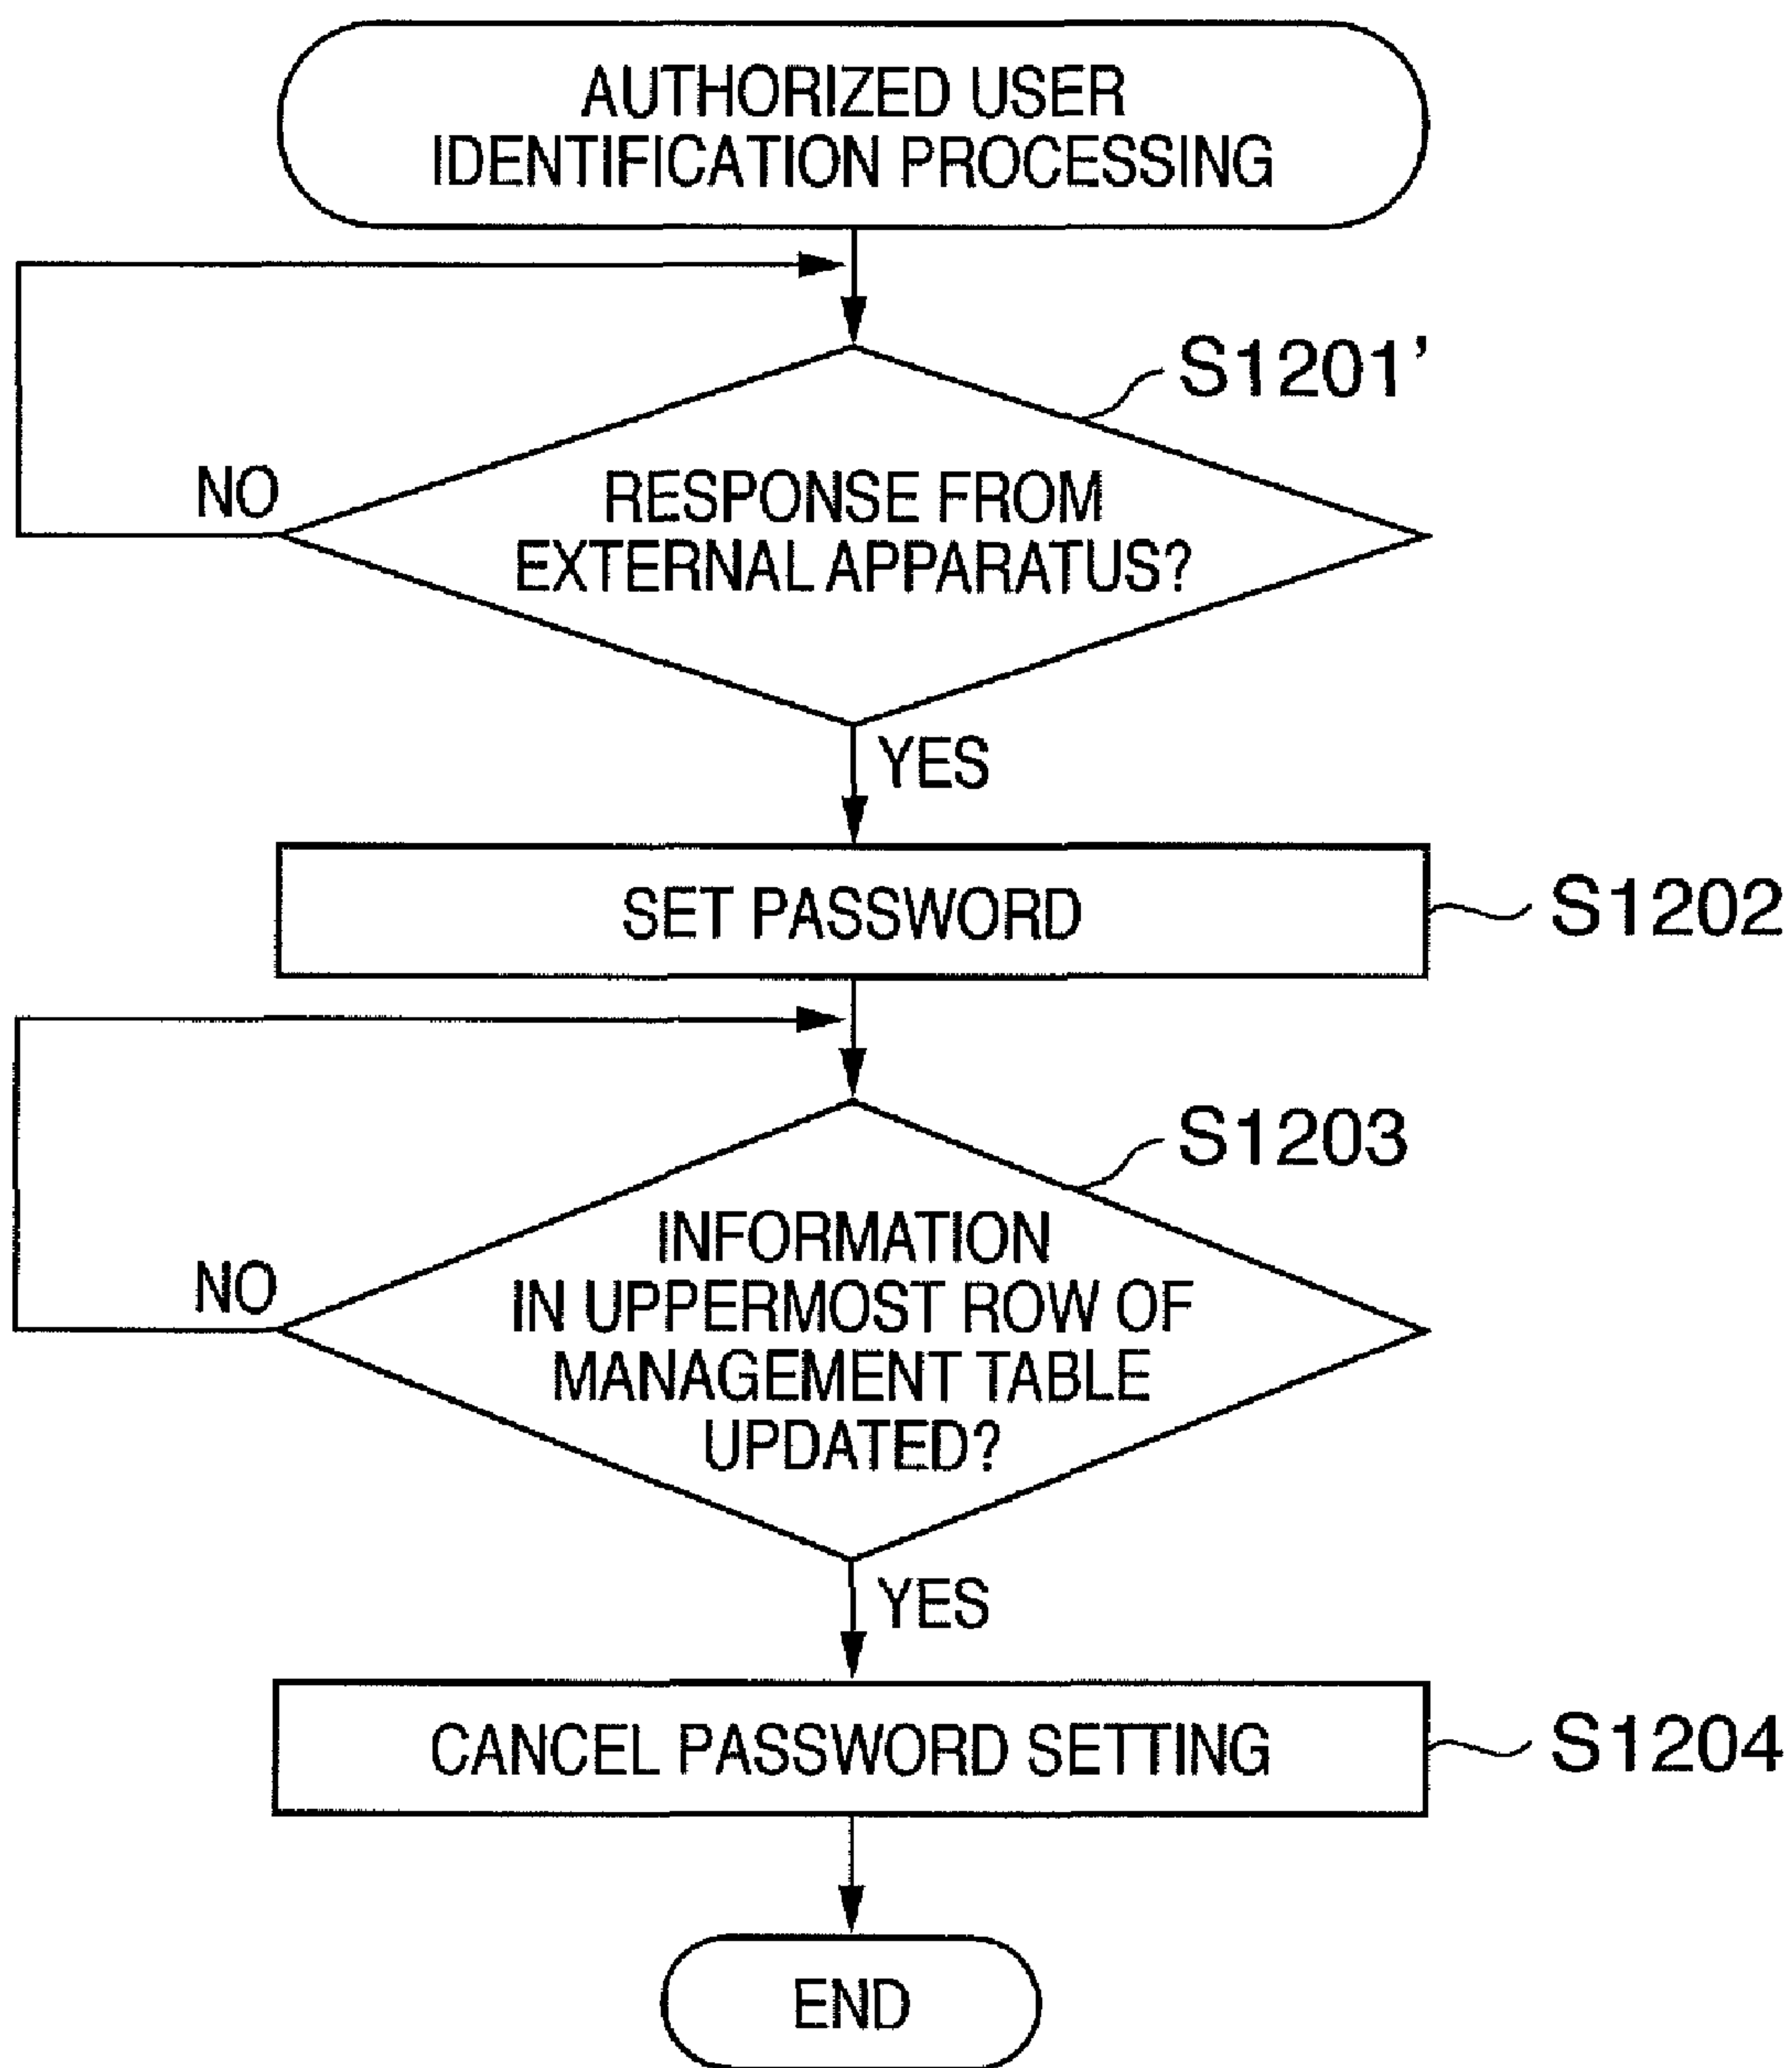 AUTHORIZED USER
IDENTIFICATION PROCESSING
S1201’
NO
RESPONSE FROM
EXTERNAL APPARATUS?
YES
SET PASSWORD
S1202
S1203
INFORMATION
IN UPPERMOST ROW OF
NO
MANAGEMENT TABLE
UPDATED?
YES
CANCEL PASSWORD SETTING
S1204
END